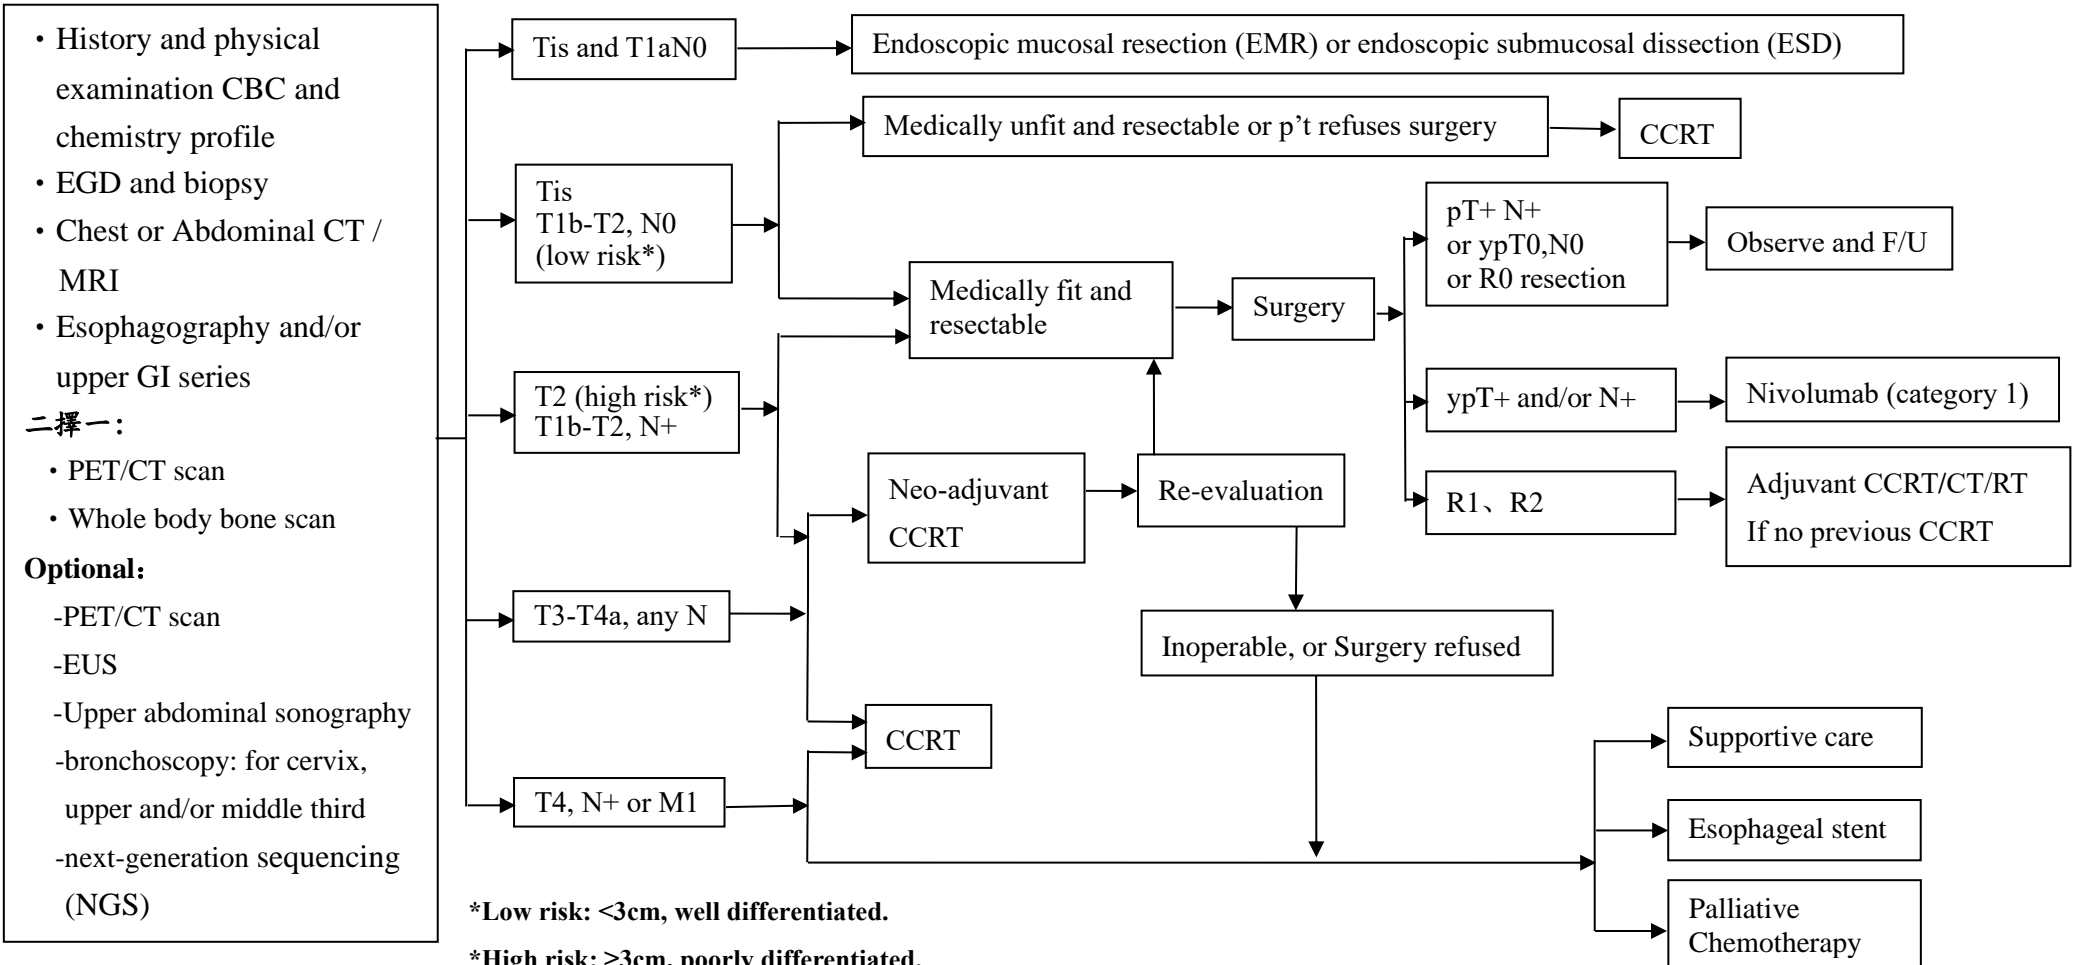 ・History and physical
examination CBC and
chemistry profile
・EGD and biopsy
・Chest or Abdominal CT /
MRI
・Esophagography and/or
upper GI series
二擇一：
・PET/CT scan
・Whole body bone scan
Optional：
-PET/CT scan
-EUS
-Upper abdominal sonography
-bronchoscopy: for cervix,
upper and/or middle third
-next-generation sequencing
(NGS)
Tis and T1aN0
Endoscopic mucosal resection (EMR) or endoscopic submucosal dissection (ESD)
Tis
T1b-T2, N0
(low risk*)
Medically unfit and resectable or p’t refuses surgery
CCRT
Medically fit and
resectable
Surgery
pT+ N+
or ypT0,N0
or R0 resection
Observe and F/U
ypT+ and/or N+
Nivolumab (category 1)
R1、R2
Adjuvant CCRT/CT/RT
If no previous CCRT
T2 (high risk*)
T1b-T2, N+
Neo-adjuvant
CCRT
Re-evaluation
T3-T4a, any N
Inoperable, or Surgery refused
CCRT
T4, N+ or M1
Supportive care
Esophageal stent
Palliative
Chemotherapy
*Low risk: <3cm, well differentiated.
*High risk: ≥3cm, poorly differentiated.